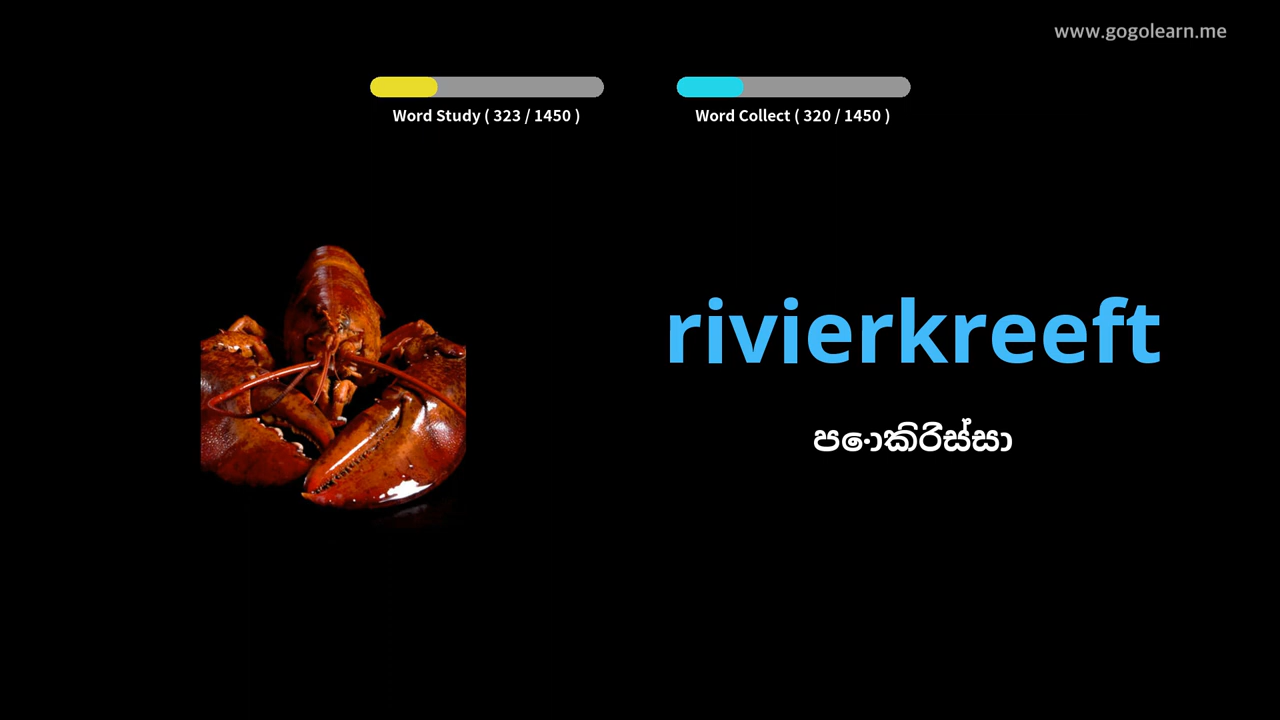 www.gogolearn.me
Word Study ( 323 / 1450 )
Word Collect ( 320 / 1450 )
rivierkreeft
පොකිරිස්සා